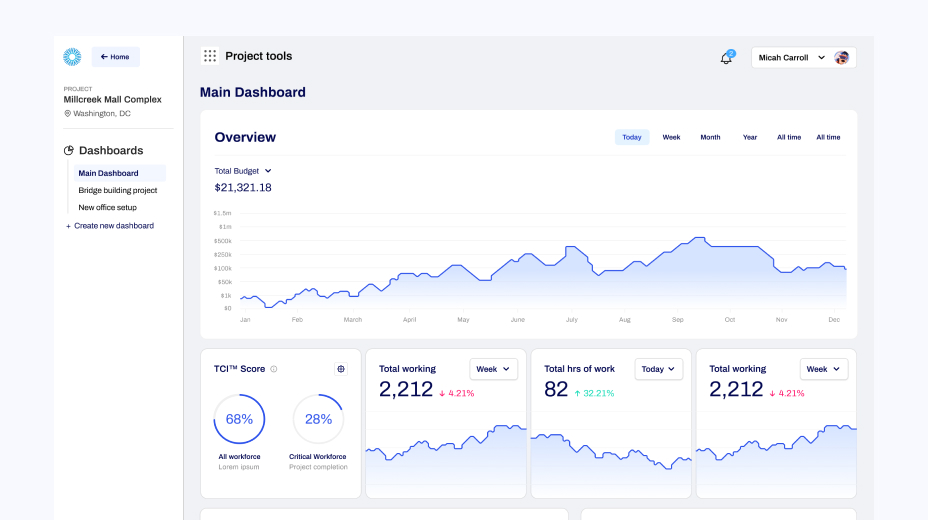 Home
PROJECT
Millcreek Mall Complex
Washington, DC
Dashboards
Main Dashboard
Bridge building project
New office setup
+ Create new dashboard
Project tools
2
Micah Carroll
Main Dashboard
Overview
Today Week Month Year All time All time
Total Budget
$21,321.18
$1,5m
$1m
$500k
$250k
$100k
$50k
$1k
$0
Jan Feb March April May June July Aug Sep Oct Nov Dec
TCI™ Score
68%
28%
All workforce
Lorem ipsum
Critical Workforce
Project completion
Total working
Week
2,212 ↓ 4.21%
Total hrs of work
Today
82 ↑ 32.21%
Total working
Week
2,212 ↓ 4.21%